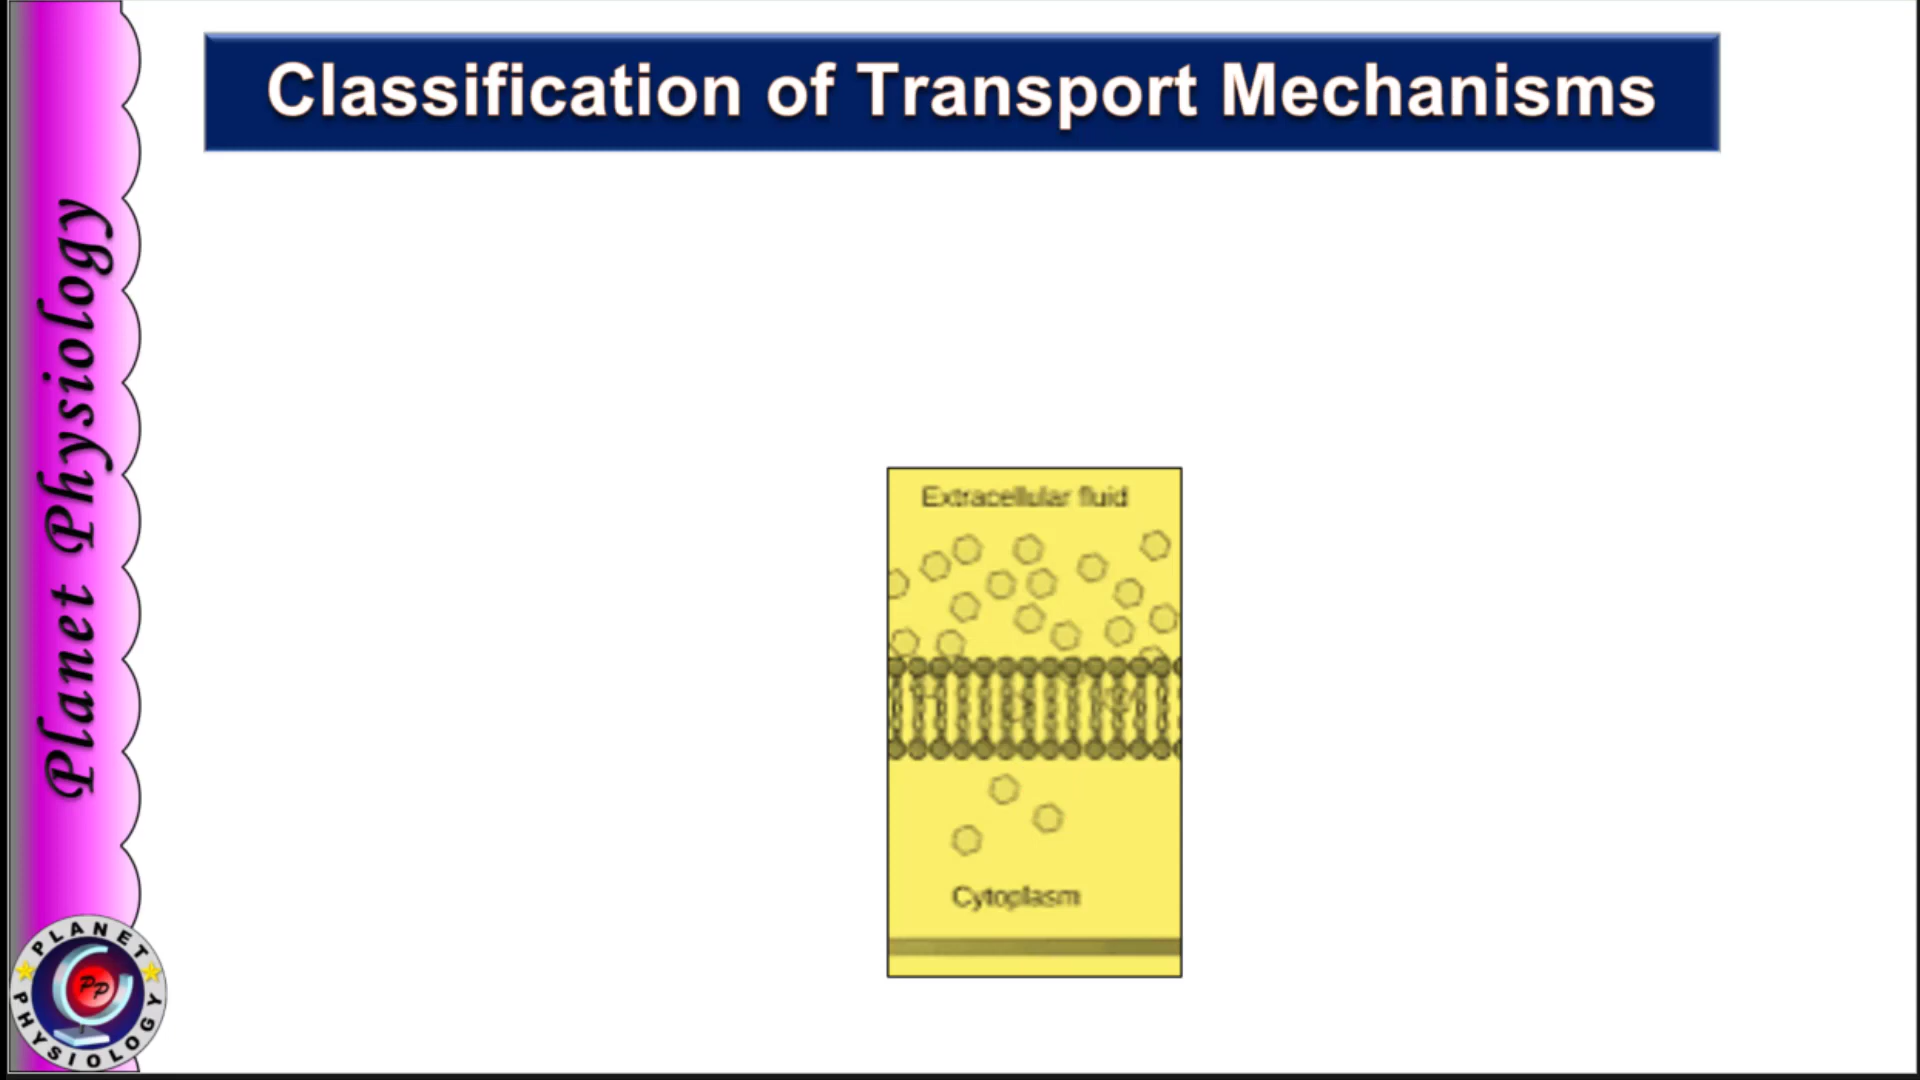 Classification of Transport Mechanisms
Planet Physiology
Extracellular fluid
Cytoplasm
PLANET
PP
PHYSIOLOGY